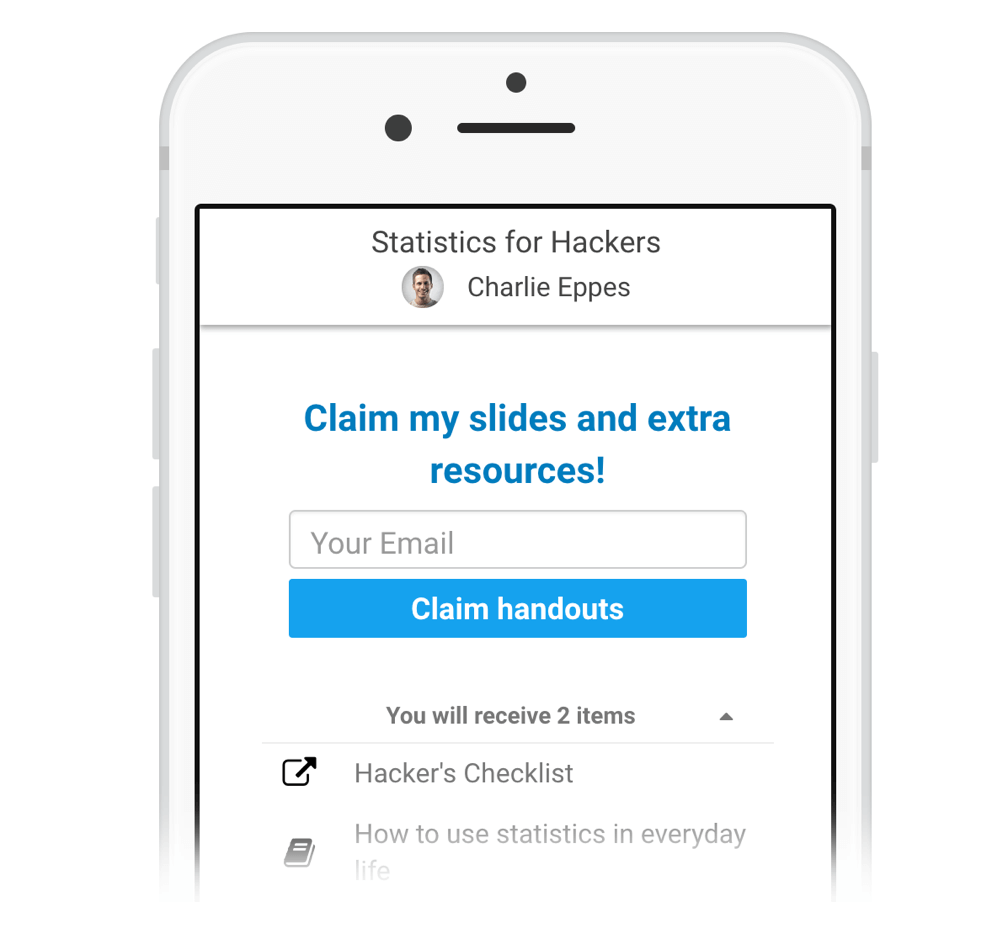 Statistics for Hackers
Charlie Eppes
Claim my slides and extra
resources!
Your Email
Claim handouts
You will receive 2 items
Hacker's Checklist
How to use statistics in everyday
life